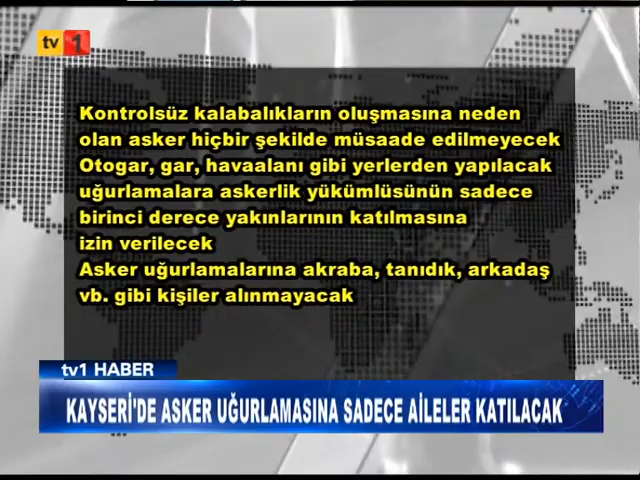 tv1
Kontrolsüz kalabalıkların oluşmasına neden
olan asker hiçbir şekilde müsaade edilmeyecek
Otogar, gar, havaalanı gibi yerlerden yapılacak
uğurlamalara askerlik yükümlüsünün sadece
birinci derece yakınlarının katılmasına
izin verilecek
Asker uğurlamalarına akraba, tanıdık, arkadaş
vb. gibi kişiler alınmayacak
tv1 HABER
KAYSERİ'DE ASKER UĞURLAMASINA SADECE AİLELER KATILACAK